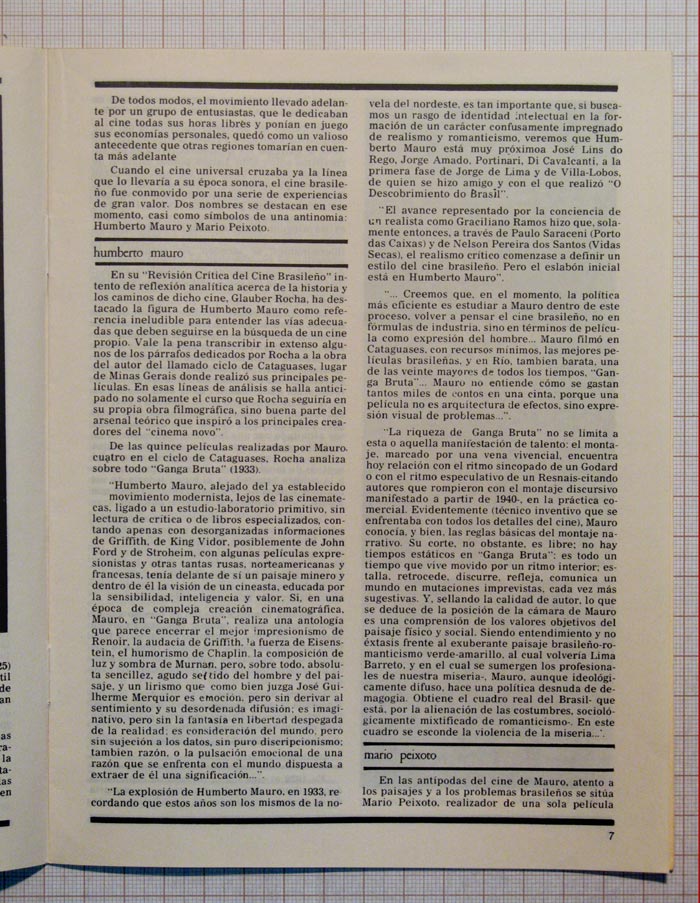 De todos modos, el movimiento llevado adelan-
te por un grupo de entusiastas, que le dedicaban
al cine todas sus horas libres y ponían en juego
sus economías personales, quedó como un valioso
antecedente que otras regiones tomarían en cuen-
ta más adelante
Cuando el cine universal cruzaba ya la línea
que lo llevaría a su época sonora, el cine brasile-
ño fue conmovido por una serie de experiencias
de gran valor. Dos nombres se destacan en ese
momento, casi como símbolos de una antinomia:
Humberto Mauro y Mario Peixoto.
humberto mauro
En su "Revisión Crítica del Cine Brasileño" in-
tento de reflexión analítica acerca de la historia y
los caminos de dicho cine, Glauber Rocha, ha des-
tacado la figura de Humberto Mauro como refe-
rencia ineludible para entender las vías adecua-
das que deben seguirse en la búsqueda de un cine
propio. Vale la pena transcribir in extenso algu-
nos de los párrafos dedicados por Rocha a la obra
del autor del llamado ciclo de Cataguases, lugar
de Minas Gerais donde realizó sus principales pe-
lículas. En esas líneas de análisis se halla antici-
pado no solamente el curso que Rocha seguiría en
su propia obra filmográfica, sino buena parte del
arsenal teórico que inspiró a los principales crea-
dores del "cinema novo".
De las quince películas realizadas por Mauro,
cuatro en el ciclo de Cataguases, Rocha analiza
sobre todo "Ganga Bruta" (1933).
"Humberto Mauro, alejado del ya establecido
movimiento modernista, lejos de las cinemate-
cas, ligado a un estudio-laboratorio primitivo, sin
lectura de crítica o de libros especializados, con-
tando apenas con desorganizadas informaciones
de Griffith, de King Vidor, posiblemente de John
Ford y de Stroheim, con algunas películas expre-
sionistas y otras tantas rusas, norteamericanas y
francesas, tenía delante de sí un paisaje minero y
dentro de él la visión de un cineasta, educada por
la sensibilidad, inteligencia y valor. Si, en una
época de compleja creación cinematográfica,
Mauro, en "Ganga Bruta", realiza una antología
que parece encerrar el mejor impresionismo de
Renoir, la audacia de Griffith, la fuerza de Eisens-
tein, el humorismo de Chaplin, la composición de
luz y sombra de Murnan, pero, sobre todo, absolu-
ta sencillez, agudo sentido del hombre y del pai-
saje, y un lirismo que como bien juzga José Gui-
lherme Merquior es emoción, pero sin derivar al
sentimiento y su desordenada difusión; es imagi-
nativo, pero sin la fantasía en libertad despegada
de la realidad; es consideración del mundo, pero
sin sujeción a los datos, sin puro discripcionismo;
tambien razón, o la pulsación emocional de una
razón que se enfrenta con el mundo dispuesta a
extraer de él una significación...".
"La explosión de Humberto Mauro, en 1933, re-
cordando que estos años son los mismos de la no-
vela del nordeste, es tan importante que, si busca-
mos un rasgo de identidad intelectual en la for-
mación de un carácter confusamente impregnado
de realismo y romanticismo, veremos que Hum-
berto Mauro está muy próximoa José Lins do
Rego, Jorge Amado, Portinari, Di Cavalcanti, a la
primera fase de Jorge de Lima y de Villa-Lobos,
de quien se hizo amigo y con el que realizó "O
Descobrimiento do Brasil".
"El avance representado por la conciencia de
un realista como Graciliano Ramos hizo que, sola-
mente entonces, a través de Paulo Saraceni (Porto
das Caixas) y de Nelson Pereira dos Santos (Vidas
Secas), el realismo crítico comenzase a definir un
estilo del cine brasileño. Pero el eslabón inicial
está en Humberto Mauro".
"... Creemos que, en el momento, la política
más eficiente es estudiar a Mauro dentro de este
proceso, volver a pensar el cine brasileño, no en
fórmulas de industria, sino en términos de pelícu-
la como expresión del hombre... Mauro filmó en
Cataguases, con recursos mínimos, las mejores pe-
lículas brasileñas, y en Río, tambien barata, una
de las veinte mayores de todos los tiempos, "Gan-
ga Bruta"... Mauro no entiende cómo se gastan
tantos miles de contos en una cinta, porque una
película no es arquitectura de efectos, sino expre-
sión visual de problemas...".
"La riqueza de Ganga Bruta" no se limita a
esta o aquella manifestación de talento: el monta-
je, marcado por una vena vivencial, encuentra
hoy relación con el ritmo sincopado de un Godard
o con el ritmo especulativo de un Resnais-citando
autores que rompieron con el montaje discursivo
manifestado a partir de 1940-, en la práctica co-
mercial. Evidentemente (técnico inventivo que se
enfrentaba con todos los detalles del cine), Mauro
conocía, y bien, las reglas básicas del montaje na-
rrativo. Su corte, no obstante, es libre; no hay
tiempos estáticos en "Ganga Bruta": es todo un
tiempo que vive movido por un ritmo interior; es-
talla, retrocede, discurre, refleja, comunica un
mundo en mutaciones imprevistas, cada vez más
sugestivas. Y, sellando la calidad de autor, lo que
se deduce de la posición de la cámara de Mauro
es una comprensión de los valores objetivos del
paisaje físico y social. Siendo entendimiento y no
éxtasis frente al exuberante paisaje brasileño-ro-
manticismo verde-amarillo, al cual volvería Lima
Barreto, y en el cual se sumergen los profesiona-
les de nuestra miseria-, Mauro, aunque ideológi-
camente difuso, hace una política desnuda de de-
magogia. Obtiene el cuadro real del Brasil- que
está, por la alienación de las costumbres, socioló-
gicamente mixtificado de romanticismo-. En este
cuadro se esconde la violencia de la miseria...".
mario peixoto
En las antípodas del cine de Mauro, atento a
los paisajes y a los problemas brasileños se sitúa
Mario Peixoto, realizador de una sola película
7
25)
til
de
an
as
ra-
la
ta-
las
en